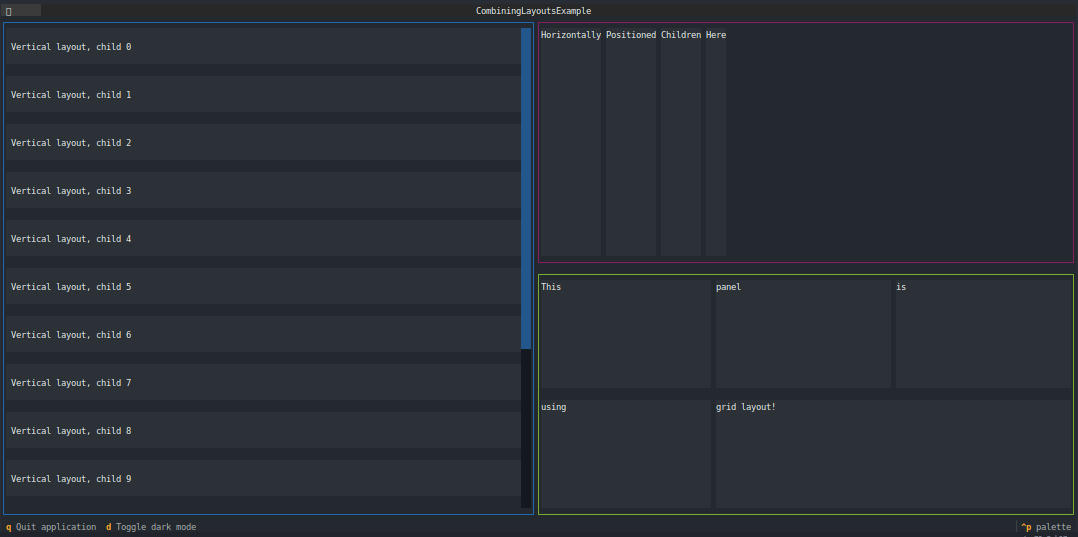 CombiningLayoutsExample
Vertical layout, child 0
Vertical layout, child 1
Vertical layout, child 2
Vertical layout, child 3
Vertical layout, child 4
Vertical layout, child 5
Vertical layout, child 6
Vertical layout, child 7
Vertical layout, child 8
Vertical layout, child 9
Horizontally Positioned Children Here
This panel is
using grid layout!
q Quit application d Toggle dark mode ^p palette